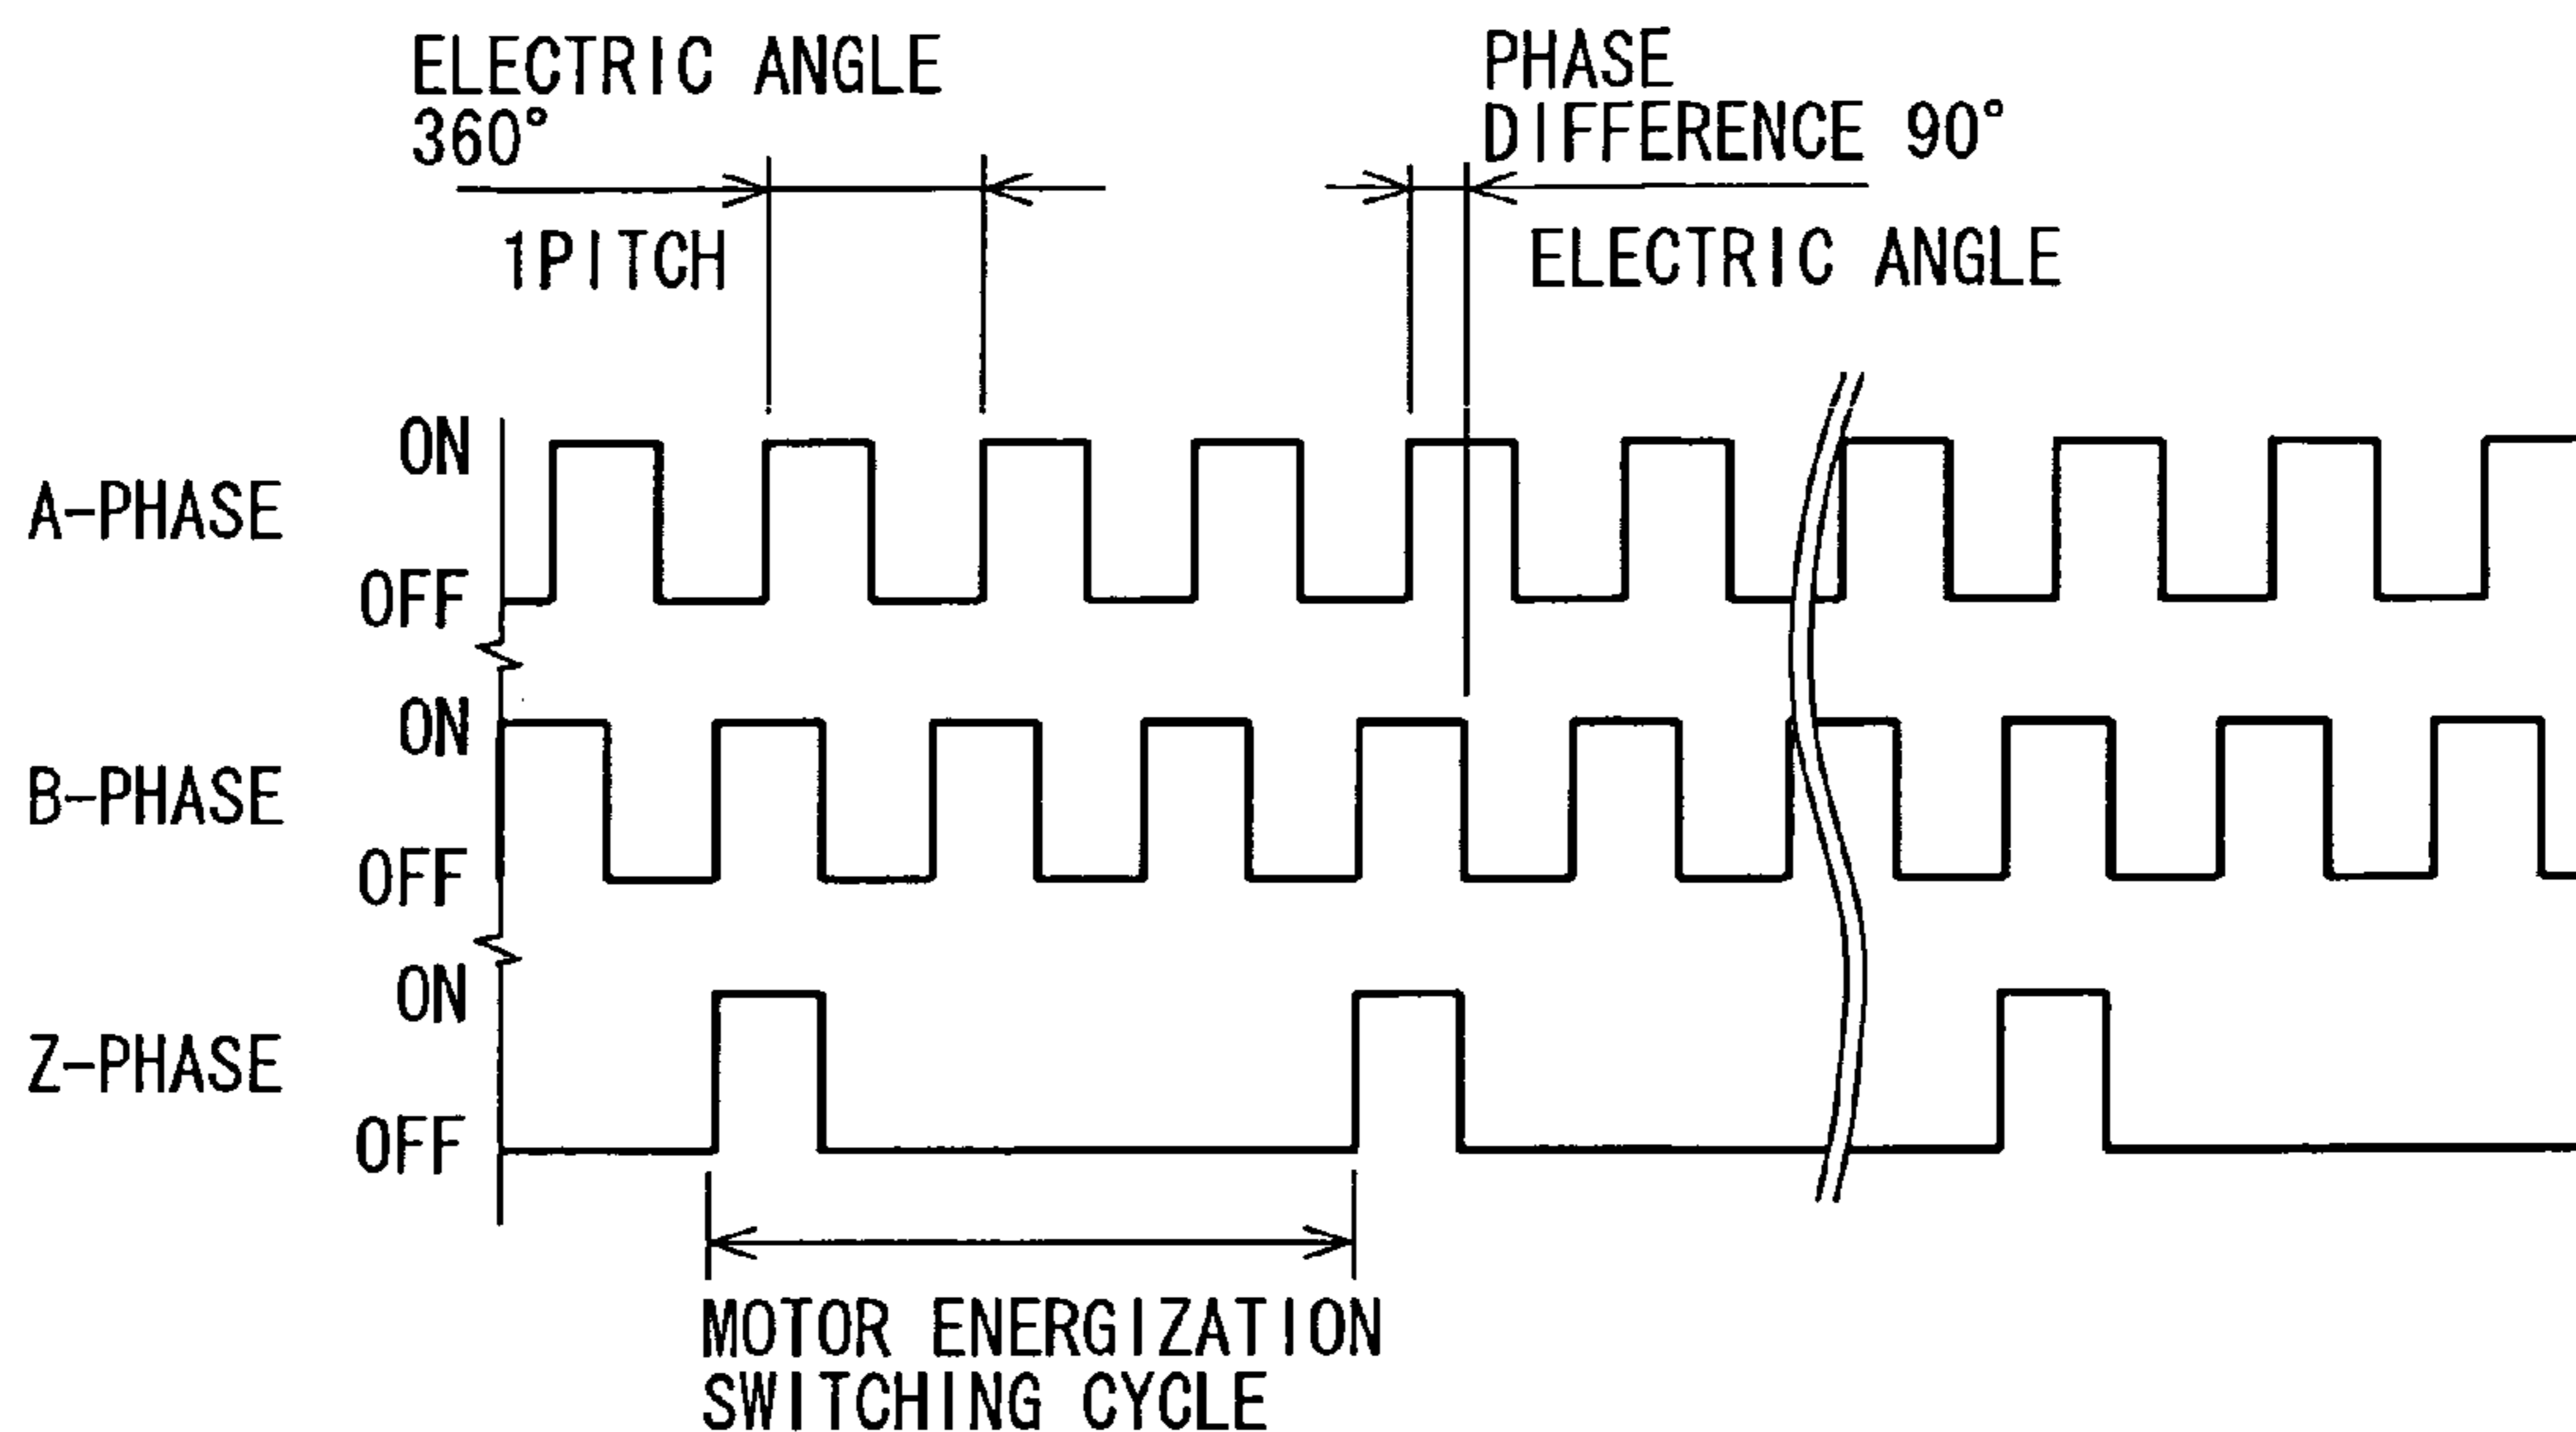 ELECTRIC ANGLE
360°
1PITCH
PHASE
DIFFERENCE 90°
ELECTRIC ANGLE
ON
A-PHASE
OFF
ON
B-PHASE
OFF
ON
Z-PHASE
OFF
MOTOR ENERGIZATION
SWITCHING CYCLE